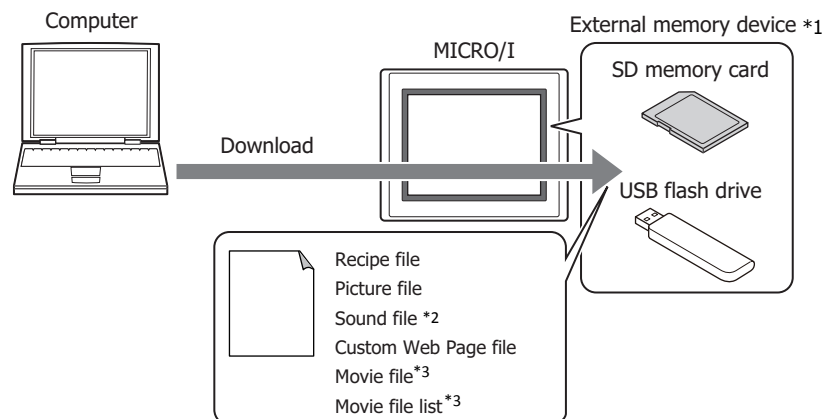 Computer
External memory device *1
MICRO/I
SD memory card
Download
USB flash drive
Recipe file
Picture file
Sound file *2
Custom Web Page file
Movie file*3
Movie file list*3